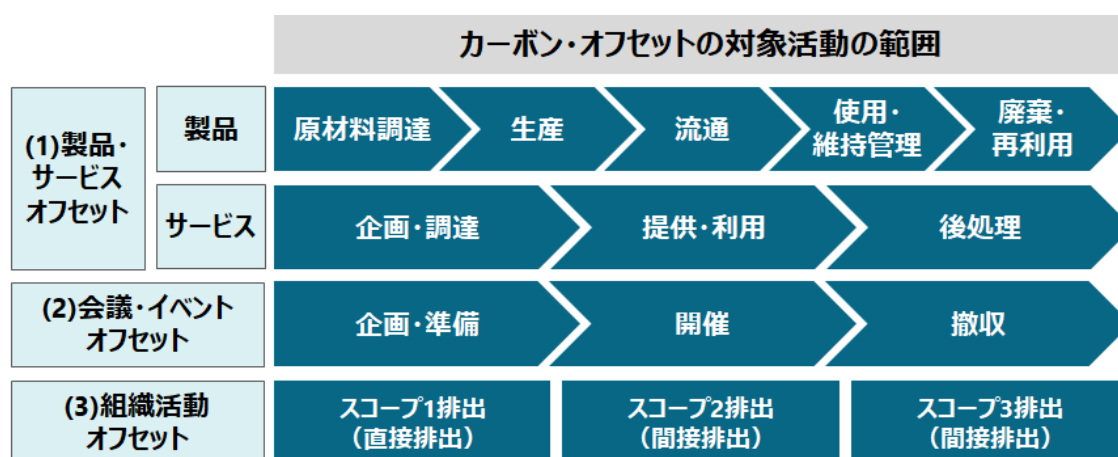 カーボン・オフセットの対象活動の範囲
(1)製品・
サービス
オフセット
製品
原材料調達
生産
流通
使用・
維持管理
廃棄・
再利用
サービス
企画・調達
提供・利用
後処理
(2)会議・イベント
オフセット
企画・準備
開催
撤収
(3)組織活動
オフセット
スコープ1排出
（直接排出）
スコープ2排出
（間接排出）
スコープ3排出
（間接排出）